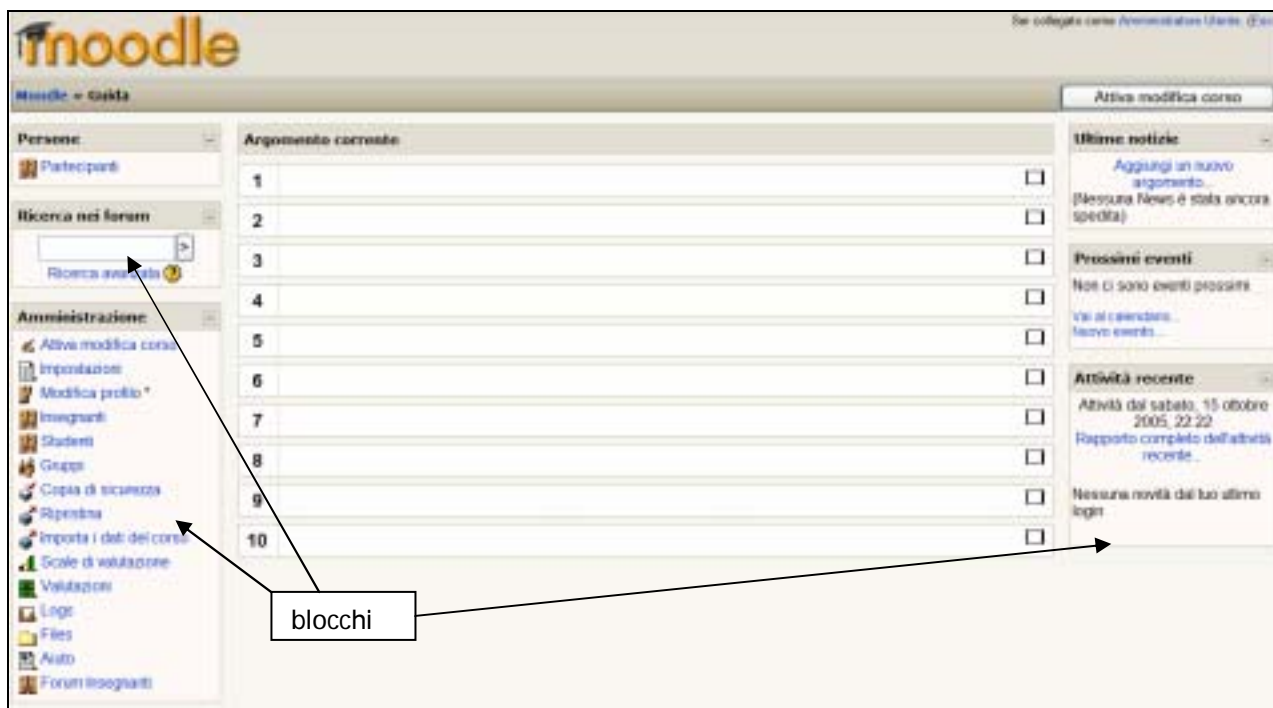 moodle
Sei collegato come Amministratore Utente. (Esci
Moodle » Guida
Attiva modifica corso
Persone
Partecipanti
Ricerca nei forum
>
Ricerca avanzata ?
Amministrazione
Attiva modifica corso
Impostazioni
Modifica profilo *
Insegnanti
Studenti
Gruppi
Copia di sicurezza
Ripristina
Importa i dati del corso
Scale di valutazione
Valutazioni
Logs
Files
Aiuto
Forum Insegnanti
Argomento corrente
1
2
3
4
5
6
7
8
9
10
Ultime notizie
Aggiungi un nuovo
argomento...
(Nessuna News è stata ancora
spedita)
Prossimi eventi
Non ci sono eventi prossimi
Vai al calendario...
Nuovo evento...
Attività recente
Attività dal sabato, 15 ottobre
2005, 22:22
Rapporto completo dell'attività
recente...
Nessuna novità dal tuo ultimo
login
blocchi